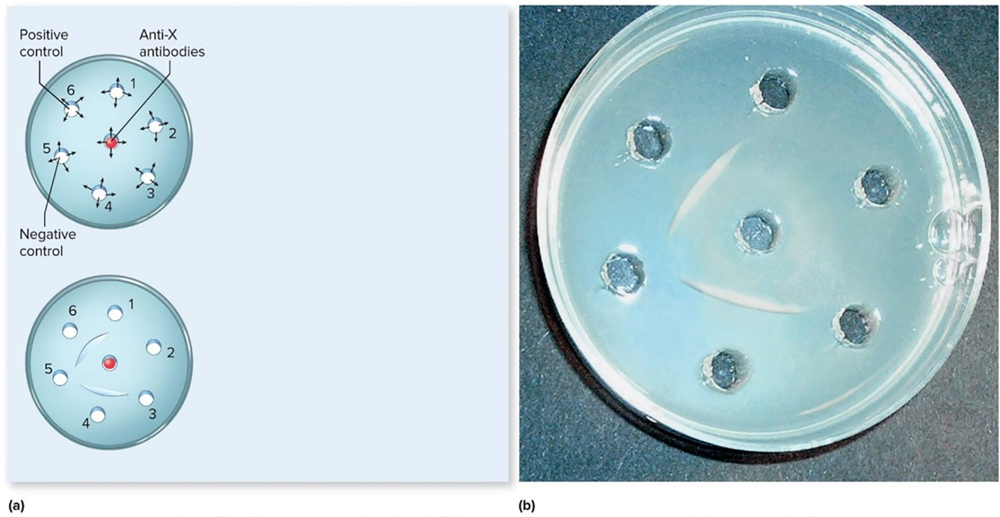 Positive
control
Anti-X
antibodies
1
6
2
5
3
4
Negative
control
1
6
2
5
3
4
(a)
(b)